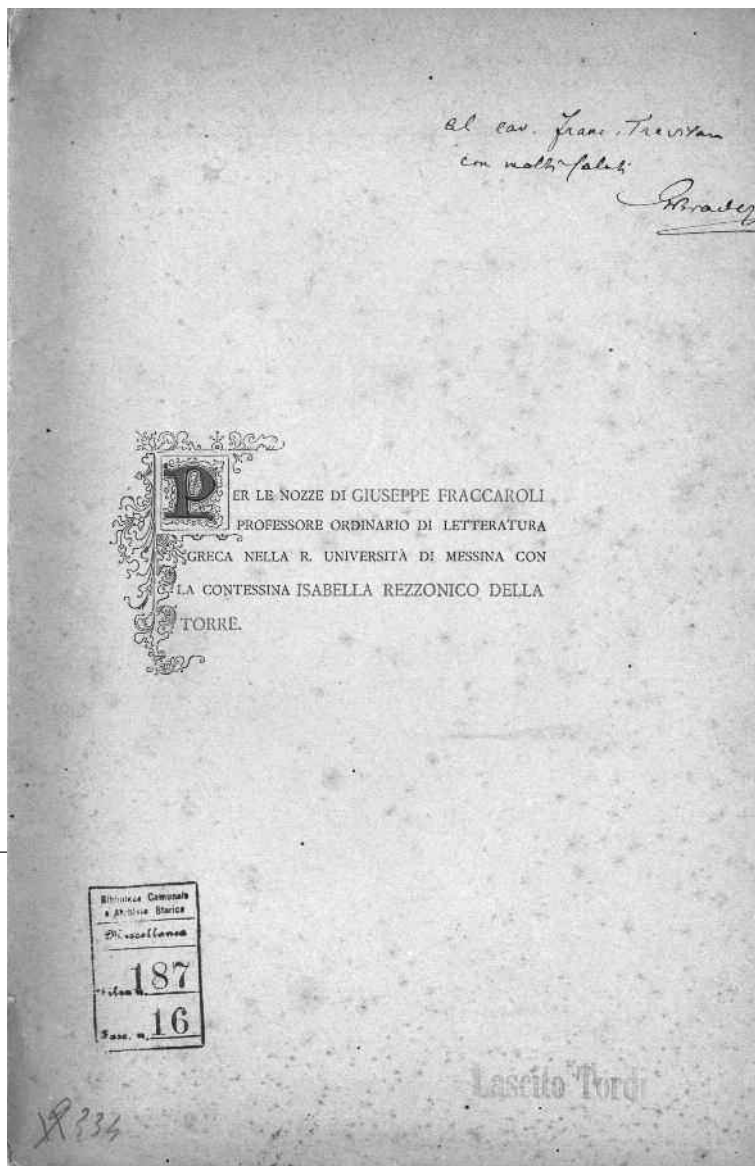 al cav. Franc. Trevisan
con molti saluti
PER LE NOZZE DI GIUSEPPE FRACCAROLI
PROFESSORE ORDINARIO DI LETTERATURA
GRECA NELLA R. UNIVERSITÀ DI MESSINA CON
LA CONTESSINA ISABELLA REZZONICO DELLA
TORRE.
Biblioteca Comunale
e Archivio Storico
Miscellanea
187
Fasc. n. 16
Lascito Tordi
334